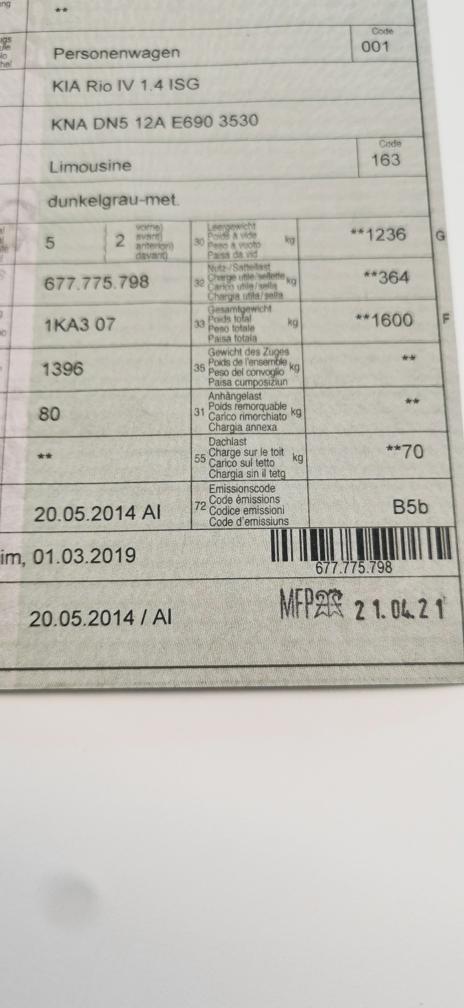 **
Code
Personenwagen 001
KIA Rio IV 1.4 ISG
KNA DN5 12A E690 3530
Code
Limousine 163
dunkelgrau-met.
5 2 vorne) avant) anteriori) davant) 30 Leergewicht Poids à vide Peso a vuoto Paisa da vid kg **1236 G
677.775.798 32 Nutz-/Sattellast Charge utile/sellette Carico utile/sella Chargia utila/sella kg **364
1KA3 07 33 Gesamtgewicht Poids total Peso totale Paisa totala kg **1600 F
1396 35 Gewicht des Zuges Poids de l'ensemble Peso del convoglio Paisa cumposiziun kg **
80 31 Anhängelast Poids remorquable Carico rimorchiato Chargia annexa kg **
** 55 Dachlast Charge sur le toit Carico sul tetto Chargia sin il tetg kg **70
20.05.2014 AI 72 Emissionscode Code émissions Codice emissioni Code d'emissiuns B5b
im, 01.03.2019
677.775.798
20.05.2014 / AI MFP 21.04.21